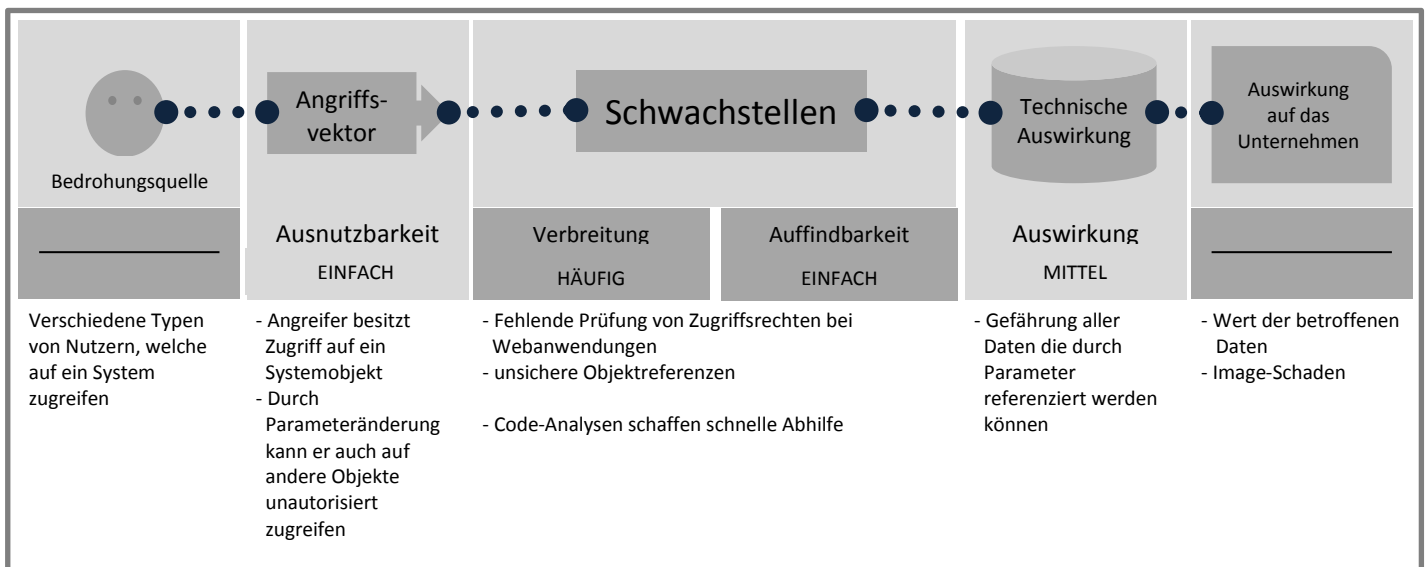 Bedrohungsquelle
Angriffs-
vektor
Schwachstellen
Technische
Auswirkung
Auswirkung
auf das
Unternehmen
Ausnutzbarkeit
EINFACH
Verbreitung
HÄUFIG
Auffindbarkeit
EINFACH
Auswirkung
MITTEL
Verschiedene Typen
von Nutzern, welche
auf ein System
zugreifen
- Angreifer besitzt
Zugriff auf ein
Systemobjekt
- Durch
Parameteränderung
kann er auch auf
andere Objekte
unautorisiert
zugreifen
- Fehlende Prüfung von Zugriffsrechten bei
Webanwendungen
- unsichere Objektreferenzen
- Code-Analysen schaffen schnelle Abhilfe
- Gefährung aller
Daten die durch
Parameter
referenziert werden
können
- Wert der betroffenen
Daten
- Image-Schaden